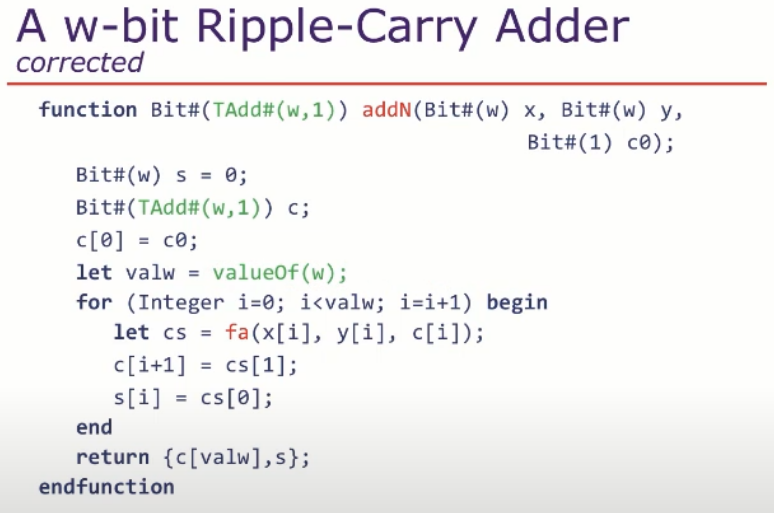 A w-bit Ripple-Carry Adder
corrected
function Bit#(TAdd#(w,1)) addN(Bit#(w) x, Bit#(w) y,
Bit#(1) c0);
Bit#(w) s = 0;
Bit#(TAdd#(w,1)) c;
c[0] = c0;
let valw = valueOf(w);
for (Integer i=0; i<valw; i=i+1) begin
let cs = fa(x[i], y[i], c[i]);
c[i+1] = cs[1];
s[i] = cs[0];
end
return {c[valw],s};
endfunction